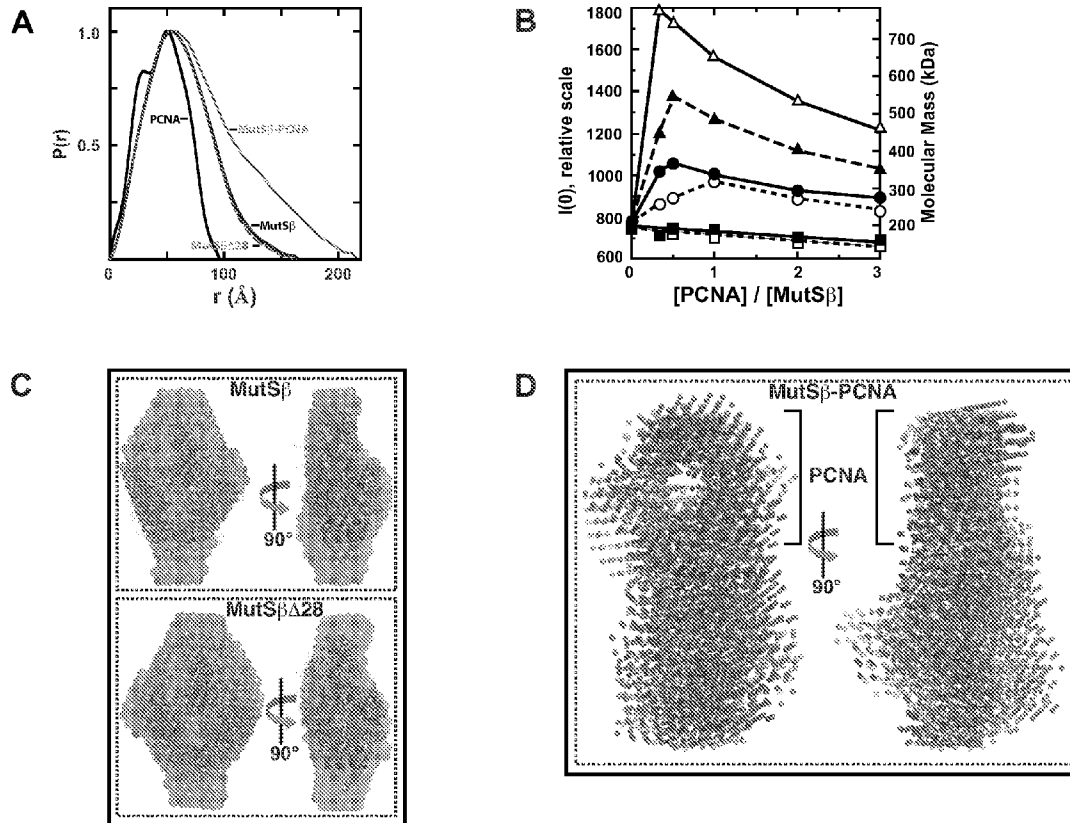 A
1.0
0.5
P(r)
PCNA
MutSβ-PCNA
MutSβ
MutSβΔ28
0
100
200
r (Å)
B
1800
1600
1400
1200
1000
800
600
I(0), relative scale
700
600
500
400
300
200
100
Molecular Mass (kDa)
0
1
2
3
[PCNA] / [MutSβ]
C
MutSβ
90°
MutSβΔ28
90°
D
MutSβ-PCNA
PCNA
90°